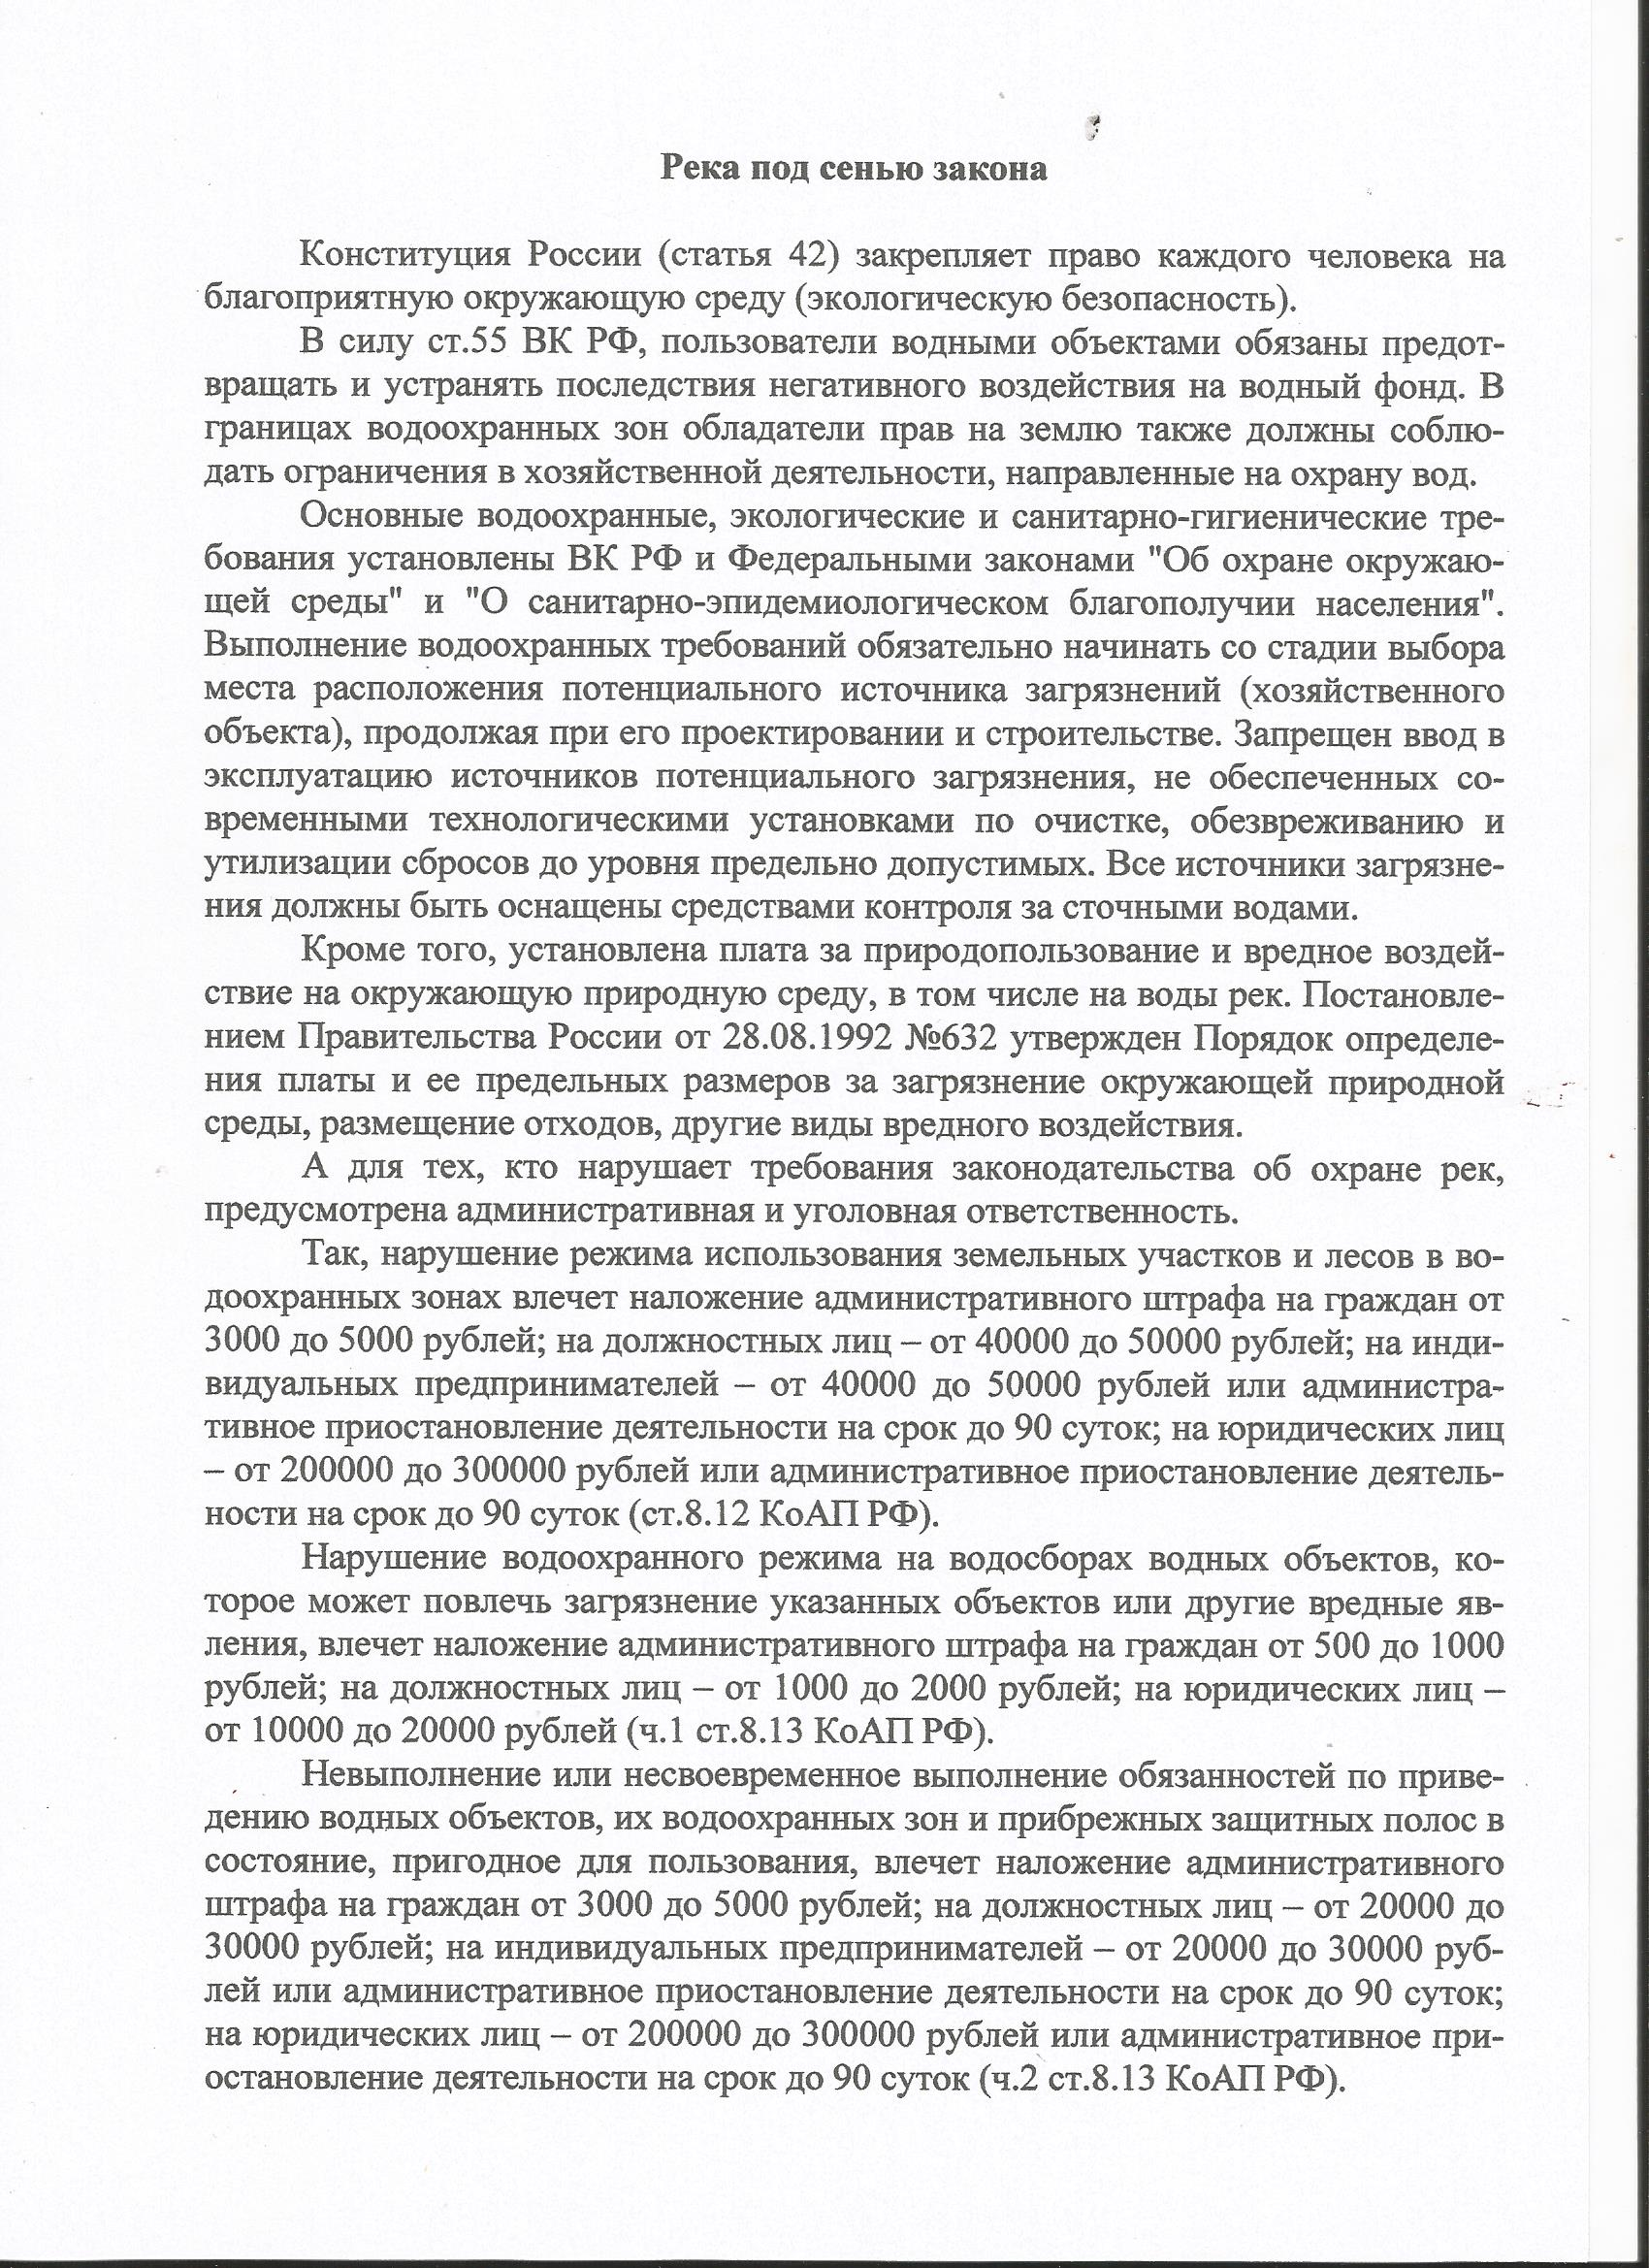 Река под сенью закона
Конституция России (статья 42) закрепляет право каждого человека на
благоприятную окружающую среду (экологическую безопасность).
В силу ст.55 ВК РФ, пользователи водными объектами обязаны предот-
вращать и устранять последствия негативного воздействия на водный фонд. В
границах водоохранных зон обладатели прав на землю также должны соблю-
дать ограничения в хозяйственной деятельности, направленные на охрану вод.
Основные водоохранные, экологические и санитарно-гигиенические тре-
бования установлены ВК РФ и Федеральными законами "Об охране окружаю-
щей среды" и "О санитарно-эпидемиологическом благополучии населения".
Выполнение водоохранных требований обязательно начинать со стадии выбора
места расположения потенциального источника загрязнений (хозяйственного
объекта), продолжая при его проектировании и строительстве. Запрещен ввод в
эксплуатацию источников потенциального загрязнения, не обеспеченных со-
временными технологическими установками по очистке, обезвреживанию и
утилизации сбросов до уровня предельно допустимых. Все источники загрязне-
ния должны быть оснащены средствами контроля за сточными водами.
Кроме того, установлена плата за природопользование и вредное воздей-
ствие на окружающую природную среду, в том числе на воды рек. Постановле-
нием Правительства России от 28.08.1992 №632 утвержден Порядок определе-
ния платы и ее предельных размеров за загрязнение окружающей природной
среды, размещение отходов, другие виды вредного воздействия.
А для тех, кто нарушает требования законодательства об охране рек,
предусмотрена административная и уголовная ответственность.
Так, нарушение режима использования земельных участков и лесов в во-
доохранных зонах влечет наложение административного штрафа на граждан от
3000 до 5000 рублей; на должностных лиц – от 40000 до 50000 рублей; на инди-
видуальных предпринимателей – от 40000 до 50000 рублей или администра-
тивное приостановление деятельности на срок до 90 суток; на юридических лиц
– от 200000 до 300000 рублей или административное приостановление деятель-
ности на срок до 90 суток (ст.8.12 КоАП РФ).
Нарушение водоохранного режима на водосборах водных объектов, ко-
торое может повлечь загрязнение указанных объектов или другие вредные яв-
ления, влечет наложение административного штрафа на граждан от 500 до 1000
рублей; на должностных лиц – от 1000 до 2000 рублей; на юридических лиц –
от 10000 до 20000 рублей (ч.1 ст.8.13 КоАП РФ).
Невыполнение или несвоевременное выполнение обязанностей по приве-
дению водных объектов, их водоохранных зон и прибрежных защитных полос в
состояние, пригодное для пользования, влечет наложение административного
штрафа на граждан от 3000 до 5000 рублей; на должностных лиц – от 20000 до
30000 рублей; на индивидуальных предпринимателей – от 20000 до 30000 руб-
лей или административное приостановление деятельности на срок до 90 суток;
на юридических лиц – от 200000 до 300000 рублей или административное при-
остановление деятельности на срок до 90 суток (ч.2 ст.8.13 КоАП РФ).